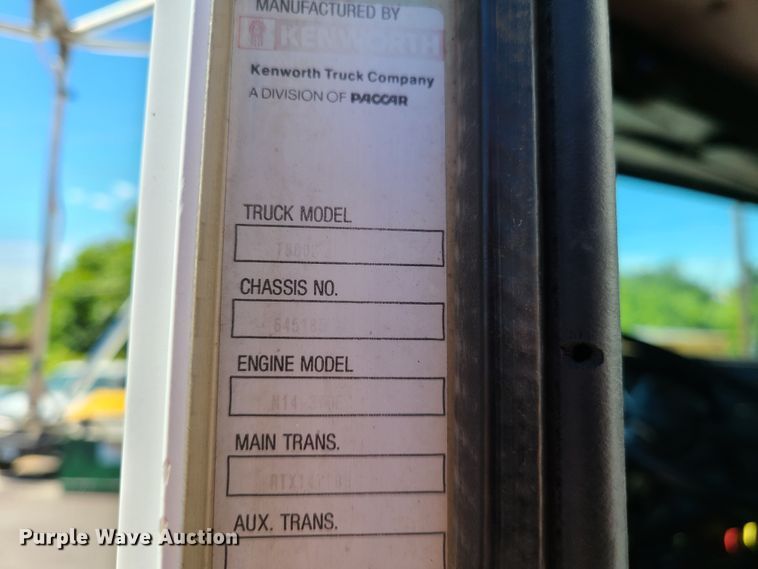 MANUFACTURED BY
KENWORTH
Kenworth Truck Company
A DIVISION OF PACCAR
TRUCK MODEL
CHASSIS NO.
ENGINE MODEL
MAIN TRANS.
AUX. TRANS.
Purple Wave Auction